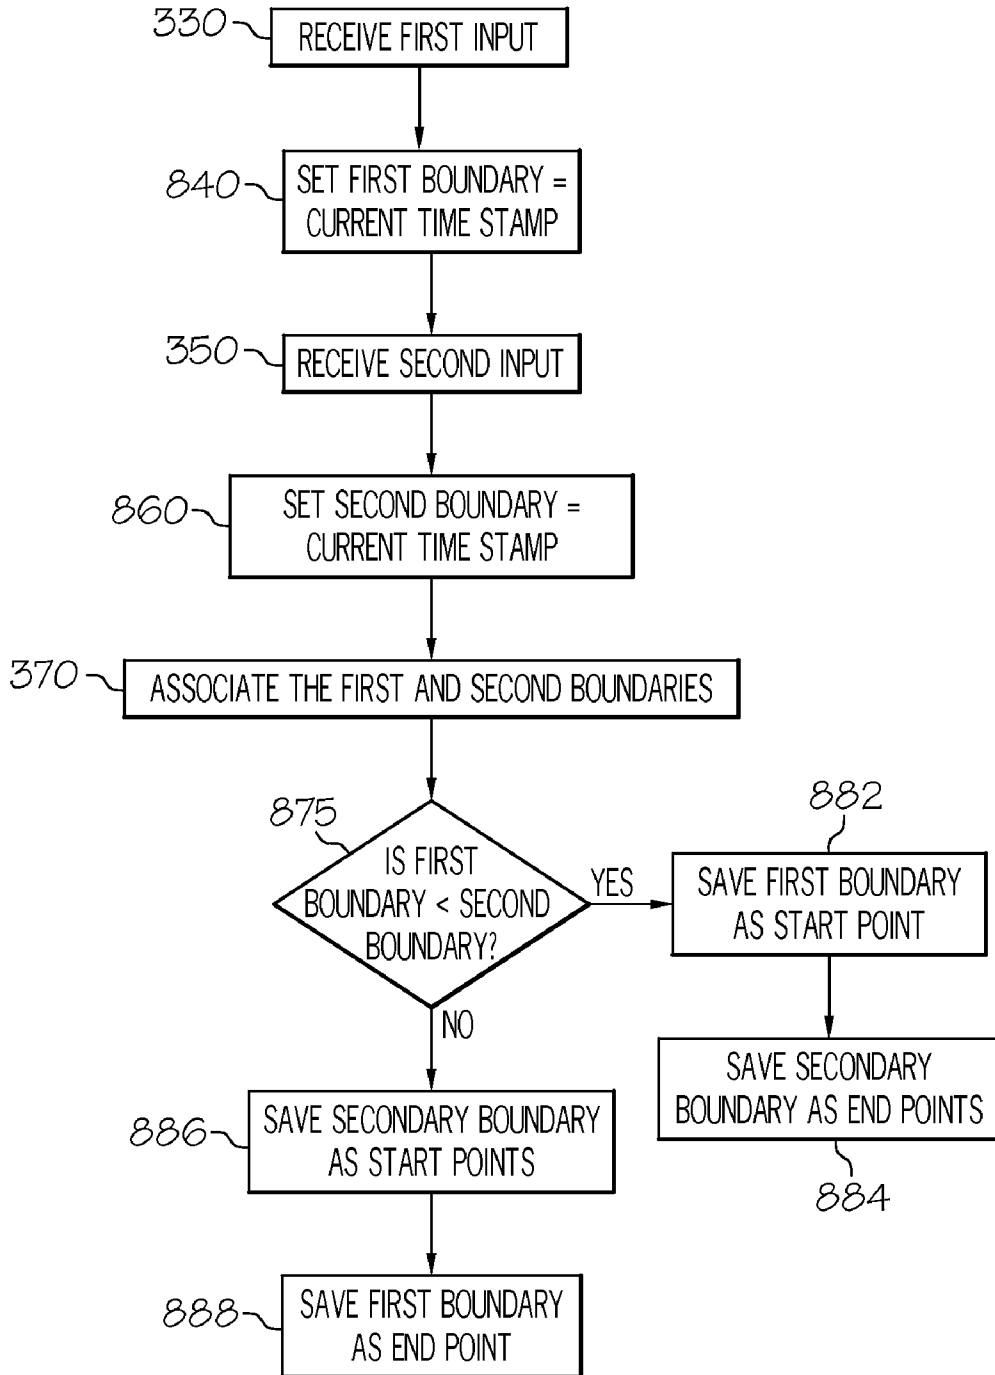 330
RECEIVE FIRST INPUT
840
SET FIRST BOUNDARY =
CURRENT TIME STAMP
350
RECEIVE SECOND INPUT
860
SET SECOND BOUNDARY =
CURRENT TIME STAMP
370
ASSOCIATE THE FIRST AND SECOND BOUNDARIES
875
IS FIRST
BOUNDARY < SECOND
BOUNDARY?
YES
882
SAVE FIRST BOUNDARY
AS START POINT
NO
SAVE SECONDARY
BOUNDARY AS END POINTS
884
886
SAVE SECONDARY BOUNDARY
AS START POINTS
888
SAVE FIRST BOUNDARY
AS END POINT